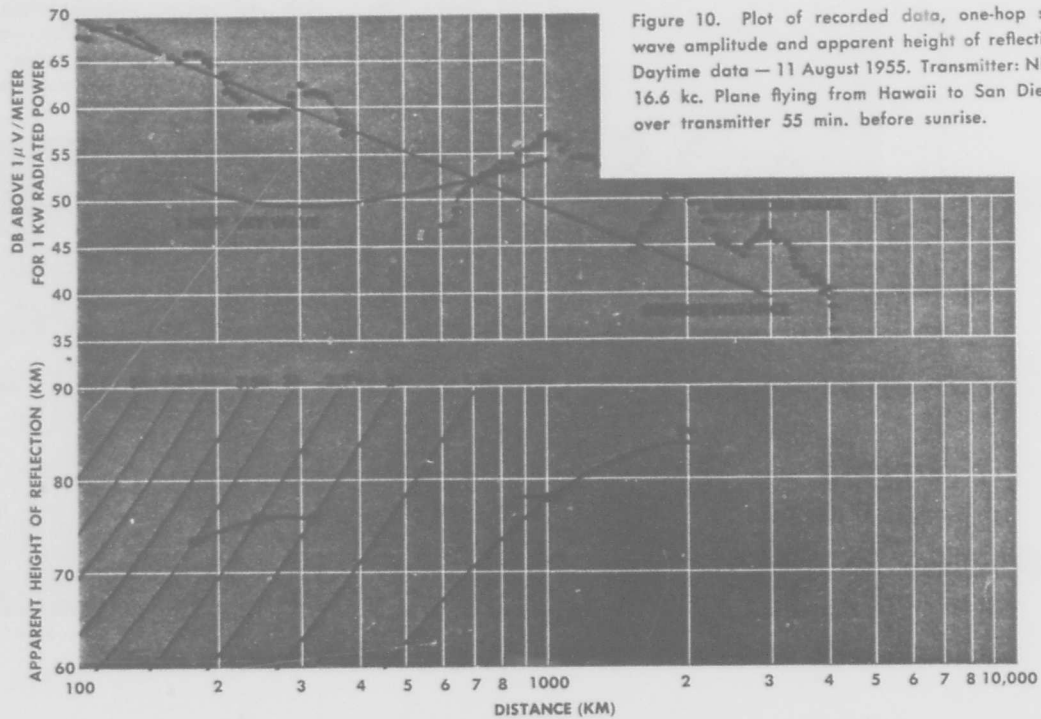 Figure 10. Plot of recorded data, one-hop s
wave amplitude and apparent height of reflecti
Daytime data — 11 August 1955. Transmitter: N
16.6 kc. Plane flying from Hawaii to San Die
over transmitter 55 min. before sunrise.
DB ABOVE 1 μ V/METER
FOR 1 KW RADIATED POWER
70
65
60
55
50
45
40
35
APPARENT HEIGHT OF REFLECTION (KM)
90
80
70
60
100 2 3 4 5 6 7 8 1000 2 3 4 5 6 7 8 10,000
DISTANCE (KM)